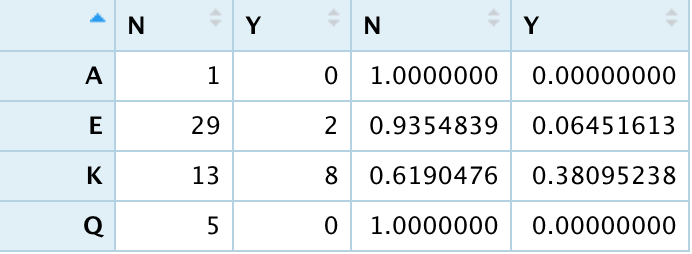 N Y N Y
A 1 0 1.0000000 0.00000000
E 29 2 0.9354839 0.06451613
K 13 8 0.6190476 0.38095238
Q 5 0 1.0000000 0.00000000